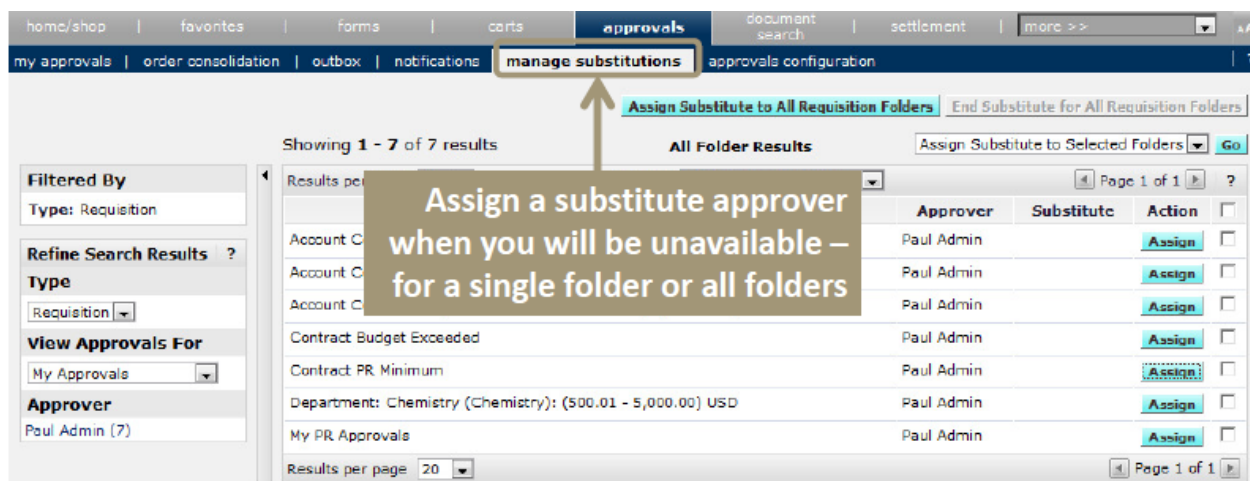 home/shop | favorites | forms | carts approvals document search | settlement | more >>
my approvals | order consolidation | outbox | notifications manage substitutions approvals configuration | ?
Assign Substitute to All Requisition Folders End Substitute for All Requisition Folders
Showing 1 - 7 of 7 results All Folder Results Assign Substitute to Selected Folders Go
Filtered By
Type: Requisition
Refine Search Results ?
Type
Requisition
View Approvals For
My Approvals
Approver
Paul Admin (7)
Results per Page 1 of 1 ?
Approver Substitute Action
Account Paul Admin Assign
Account Paul Admin Assign
Account Paul Admin Assign
Contract Budget Exceeded Paul Admin Assign
Contract PR Minimum Paul Admin Assign
Department: Chemistry (Chemistry): (500.01 - 5,000.00) USD Paul Admin Assign
My PR Approvals Paul Admin Assign
Results per page 20 Page 1 of 1
Assign a substitute approver
when you will be unavailable –
for a single folder or all folders